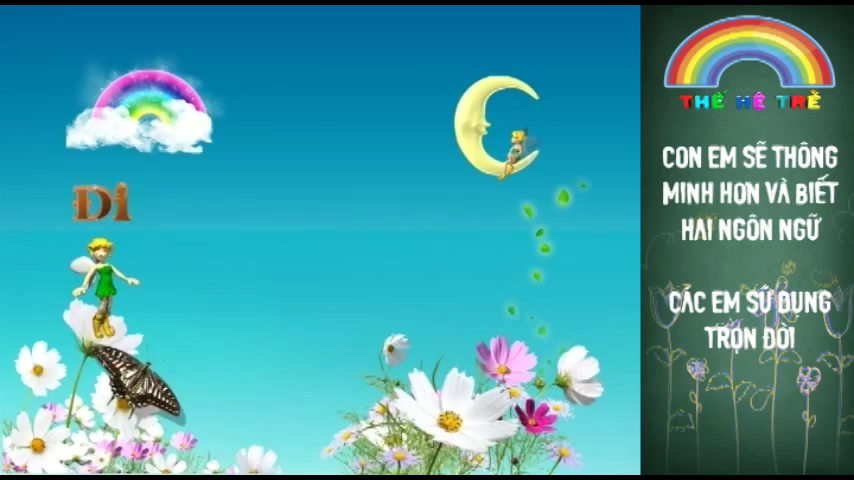 Di
THẾ HỆ TRẺ
CON EM SẼ THÔNG
MINH HƠN VÀ BIẾT
HAI NGÔN NGỮ
CÁC EM SỬ DỤNG
TRỌN ĐỜI